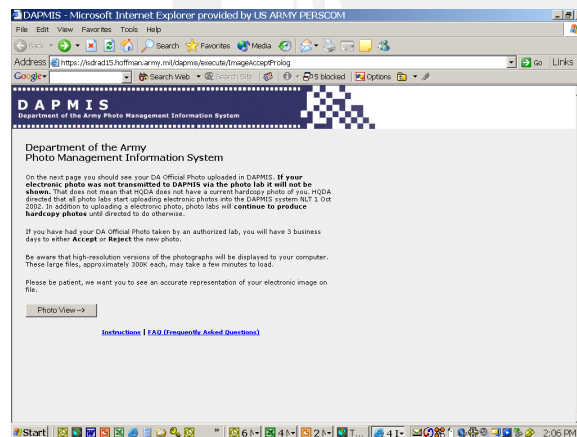 DAPMIS - Microsoft Internet Explorer provided by US ARMY PERSCOM
File Edit View Favorites Tools Help
Back Search Favorites Media
Address https://isdrad15.hoffman.army.mil/dapmis/execute/ImageAcceptProlog Go Links
Google Search Web Search Site 5 blocked Options
D A P M I S
Department of the Army Photo Management Information System
Department of the Army
Photo Management Information System
On the next page you should see your DA Official Photo uploaded in DAPMIS. If your
electronic photo was not transmitted to DAPMIS via the photo lab it will not be
shown. That does not mean that HQDA does not have a current hardcopy photo of you. HQDA
directed that all photo labs start uploading electronic photos into the DAPMIS system NLT 1 Oct
2002. In addition to uploading a electronic photo, photo labs will continue to produce
hardcopy photos until directed to do otherwise.
If you have had your DA Official Photo taken by an authorized lab, you will have 3 business
days to either Accept or Reject the new photo.
Be aware that high-resolution versions of the photographs will be displayed to your computer.
These large files, approximately 300K each, may take a few minutes to load.
Please be patient, we want to see an accurate representation of your electronic image on
file.
Photo View -->
Instructions | FAQ (Frequently Asked Questions)
Start » 6 4 2 T... 4 I 2:06 PM